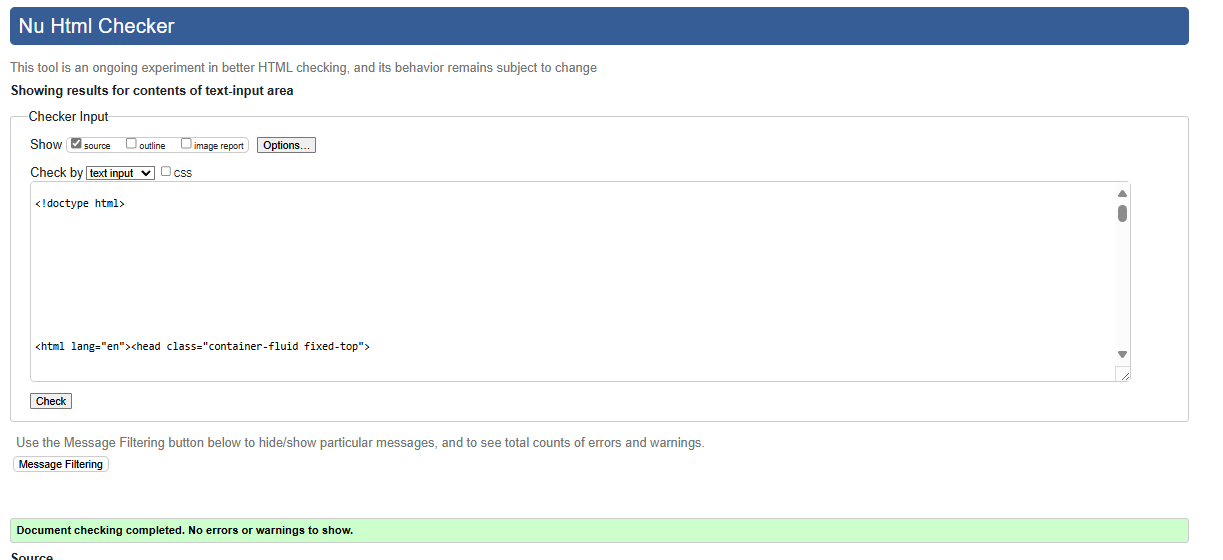 Nu Html Checker
This tool is an ongoing experiment in better HTML checking, and its behavior remains subject to change
Showing results for contents of text-input area
Checker Input
Show source outline image report Options...
Check by text input CSS
<!doctype html>
<html lang="en"><head class="container-fluid fixed-top">
Check
Use the Message Filtering button below to hide/show particular messages, and to see total counts of errors and warnings.
Message Filtering
Document checking completed. No errors or warnings to show.
Source